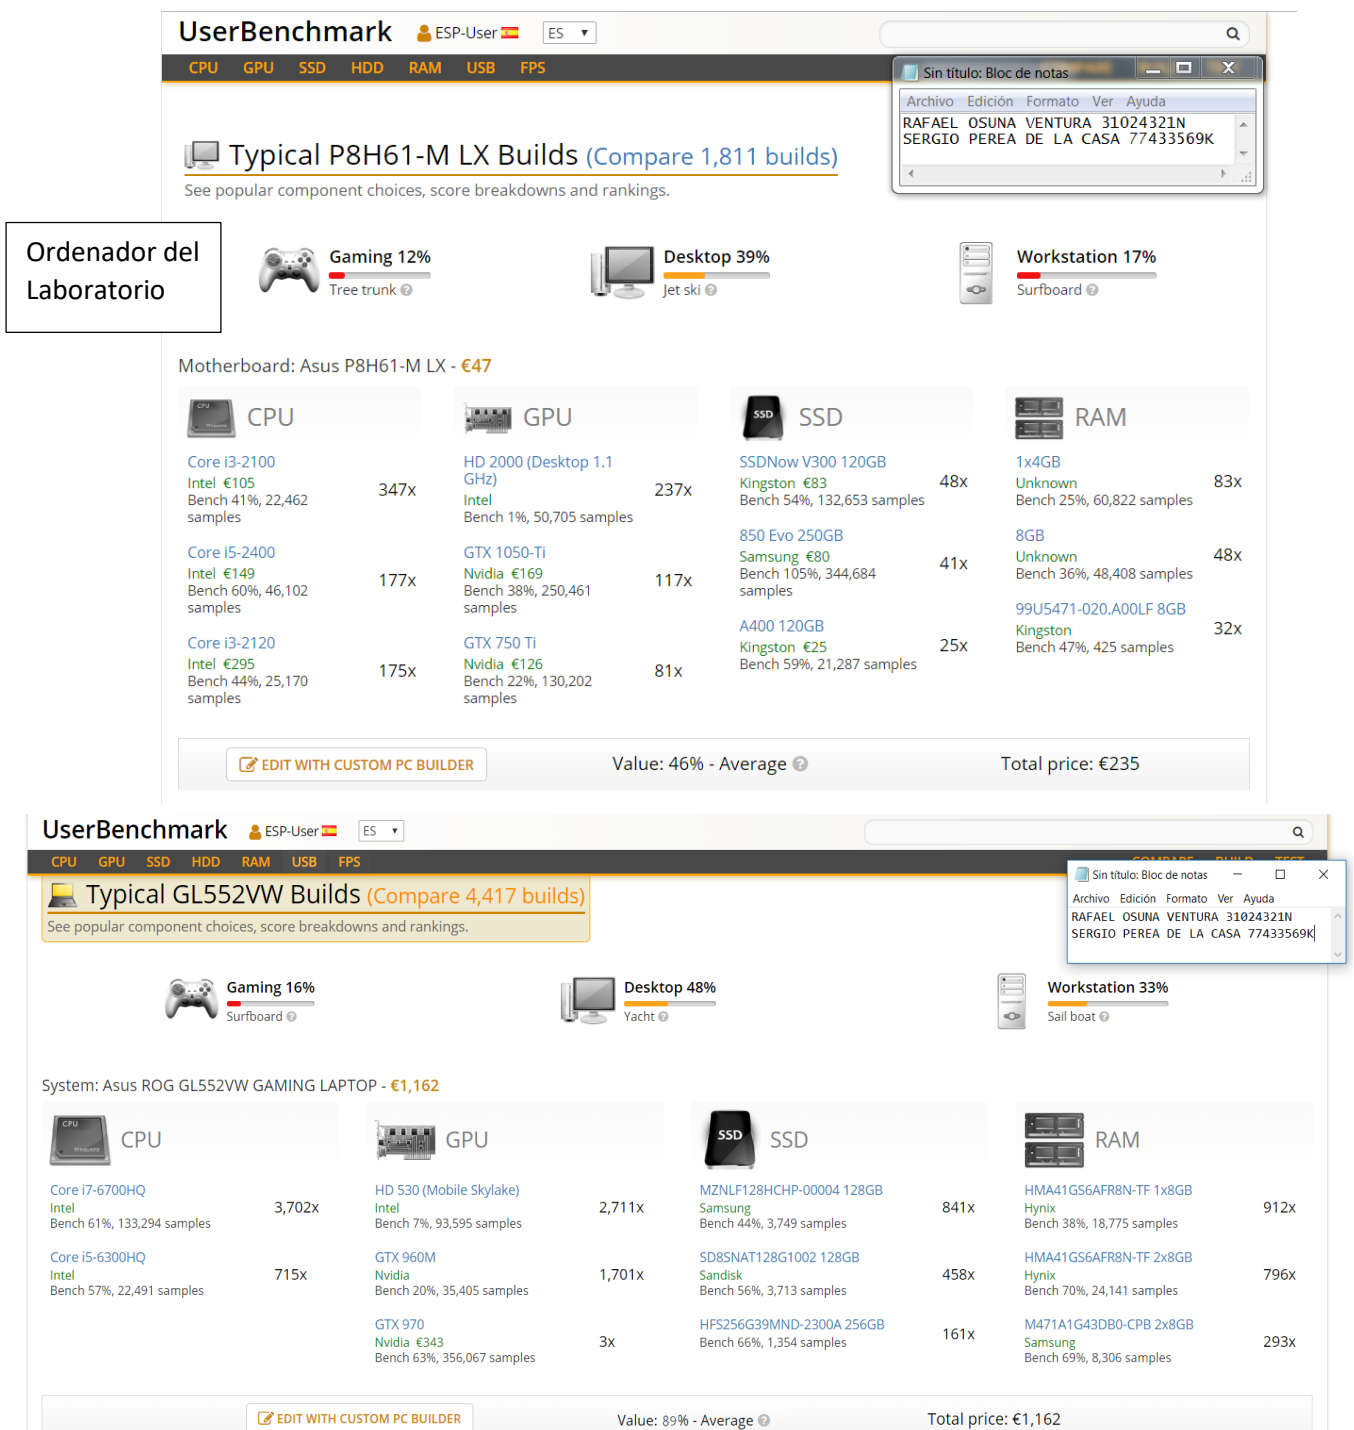 UserBenchmark
ESP-User
ES
CPU GPU SSD HDD RAM USB FPS
Sin título: Bloc de notas
Archivo Edición Formato Ver Ayuda
RAFAEL OSUNA VENTURA 31024321N
SERGIO PEREA DE LA CASA 77433569K
Typical P8H61-M LX Builds (Compare 1,811 builds)
See popular component choices, score breakdowns and rankings.
Ordenador del
Laboratorio
Gaming 12%
Tree trunk
Desktop 39%
Jet ski
Workstation 17%
Surfboard
Motherboard: Asus P8H61-M LX - €47
CPU
CPU
Core i3-2100
Intel €105
Bench 41%, 22,462
samples
347x
Core i5-2400
Intel €149
Bench 60%, 46,102
samples
177x
Core i3-2120
Intel €295
Bench 44%, 25,170
samples
175x
GPU
HD 2000 (Desktop 1.1
GHz)
Intel
Bench 1%, 50,705 samples
237x
GTX 1050-Ti
Nvidia €169
Bench 38%, 250,461
samples
117x
GTX 750 Ti
Nvidia €126
Bench 22%, 130,202
samples
81x
SSD
SSD
SSDNow V300 120GB
Kingston €83
Bench 54%, 132,653 samples
48x
850 Evo 250GB
Samsung €80
Bench 105%, 344,684
samples
41x
A400 120GB
Kingston €25
Bench 59%, 21,287 samples
25x
RAM
1x4GB
Unknown
Bench 25%, 60,822 samples
83x
8GB
Unknown
Bench 36%, 48,408 samples
48x
99U5471-020.A00LF 8GB
Kingston
Bench 47%, 425 samples
32x
EDIT WITH CUSTOM PC BUILDER
Value: 46% - Average
Total price: €235
UserBenchmark
ESP-User
ES
CPU GPU SSD HDD RAM USB FPS
COMPARE BUILD TEST
Sin título: Bloc de notas
Archivo Edición Formato Ver Ayuda
RAFAEL OSUNA VENTURA 31024321N
SERGIO PEREA DE LA CASA 77433569K
Typical GL552VW Builds (Compare 4,417 builds)
See popular component choices, score breakdowns and rankings.
Gaming 16%
Surfboard
Desktop 48%
Yacht
Workstation 33%
Sail boat
System: Asus ROG GL552VW GAMING LAPTOP - €1,162
CPU
CPU
Core i7-6700HQ
Intel
Bench 61%, 133,294 samples
3,702x
Core i5-6300HQ
Intel
Bench 57%, 22,491 samples
715x
GPU
HD 530 (Mobile Skylake)
Intel
Bench 7%, 93,595 samples
2,711x
GTX 960M
Nvidia
Bench 20%, 35,405 samples
1,701x
GTX 970
Nvidia €343
Bench 63%, 356,067 samples
3x
SSD
SSD
MZNLF128HCHP-00004 128GB
Samsung
Bench 44%, 3,749 samples
841x
SD8SNAT128G1002 128GB
Sandisk
Bench 56%, 3,713 samples
458x
HFS256G39MND-2300A 256GB
Bench 66%, 1,354 samples
161x
RAM
HMA41GS6AFR8N-TF 1x8GB
Hynix
Bench 38%, 18,775 samples
912x
HMA41GS6AFR8N-TF 2x8GB
Hynix
Bench 70%, 24,141 samples
796x
M471A1G43DB0-CPB 2x8GB
Samsung
Bench 69%, 8,306 samples
293x
EDIT WITH CUSTOM PC BUILDER
Value: 89% - Average
Total price: €1,162